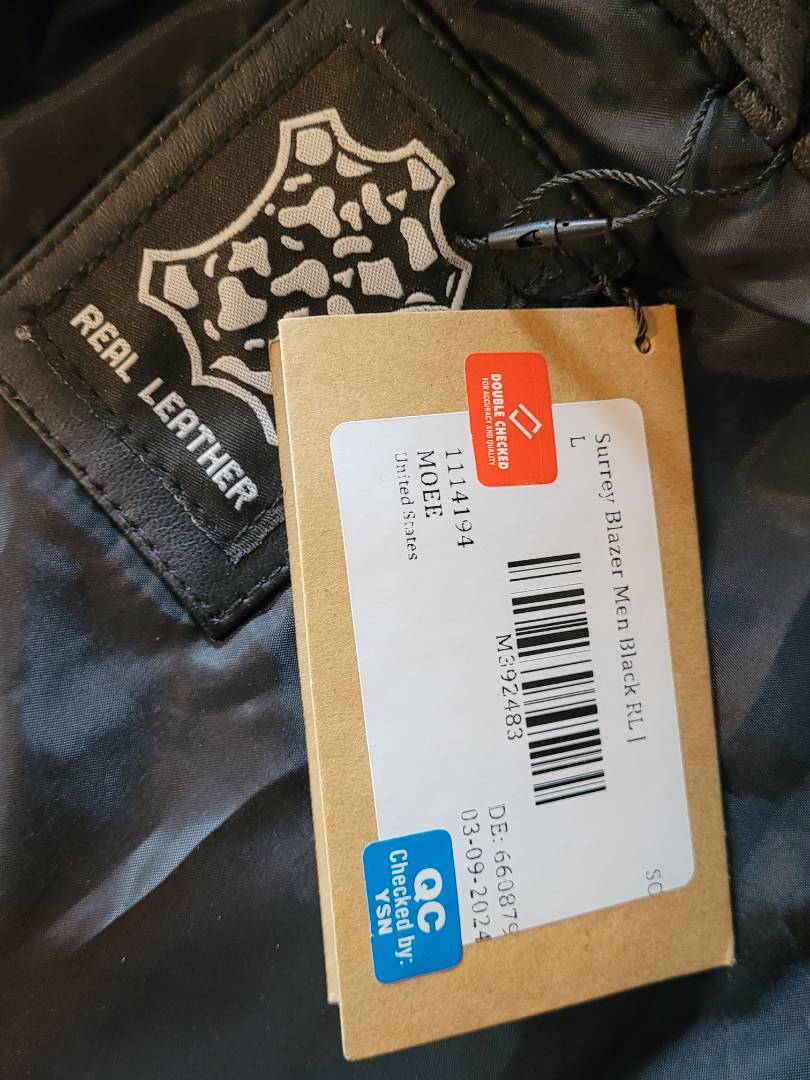 REAL LEATHER
DOUBLE CHECKED
FOR ACCURACY AND QUALITY
Surrey Blazer Men Black RL |
L
M392483
1114194
MOEE
United States
DE: 660879
03-09-2024
QC
Checked by:
YSN